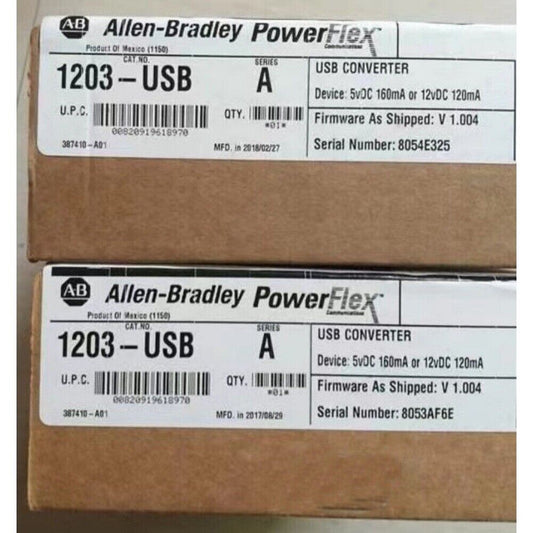 AB Allen-Bradley PowerFlex
Communications
Product Of Mexico (1150)
CAT.NO. SERIES
1203-USB A
U.P.C. QTY.
00820919618970 *01*
387410-A01 MFD. in 2018/02/27
USB CONVERTER
Device: 5vDC 160mA or 12vDC 120mA
Firmware As Shipped: V 1.004
Serial Number: 8054E325
AB Allen-Bradley PowerFlex
Communications
Product Of Mexico (1150)
CAT.NO. SERIES
1203-USB A
U.P.C. QTY.
00820919618970 *01*
387410-A01 MFD. in 2017/08/29
USB CONVERTER
Device: 5vDC 160mA or 12vDC 120mA
Firmware As Shipped: V 1.004
Serial Number: 8053AF6E